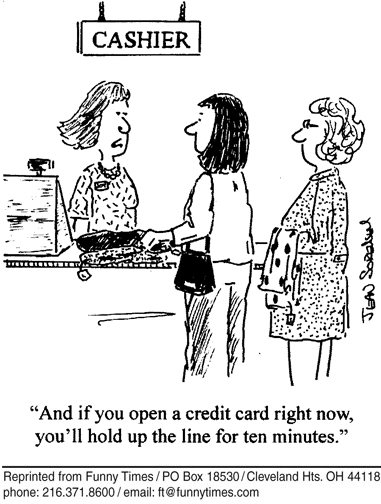 CASHIER
JEAN
“And if you open a credit card right now,
you’ll hold up the line for ten minutes.”
Reprinted from Funny Times / PO Box 18530 / Cleveland Hts. OH 44118
phone: 216.371.8600 / email: ft@funnytimes.com